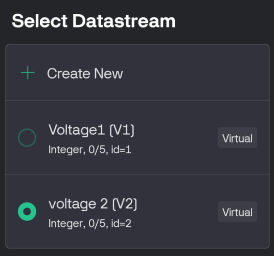 Select Datastream
Create New
Voltage1 (V1)
Integer, 0/5, id=1
Virtual
voltage 2 (V2)
Integer, 0/5, id=2
Virtual